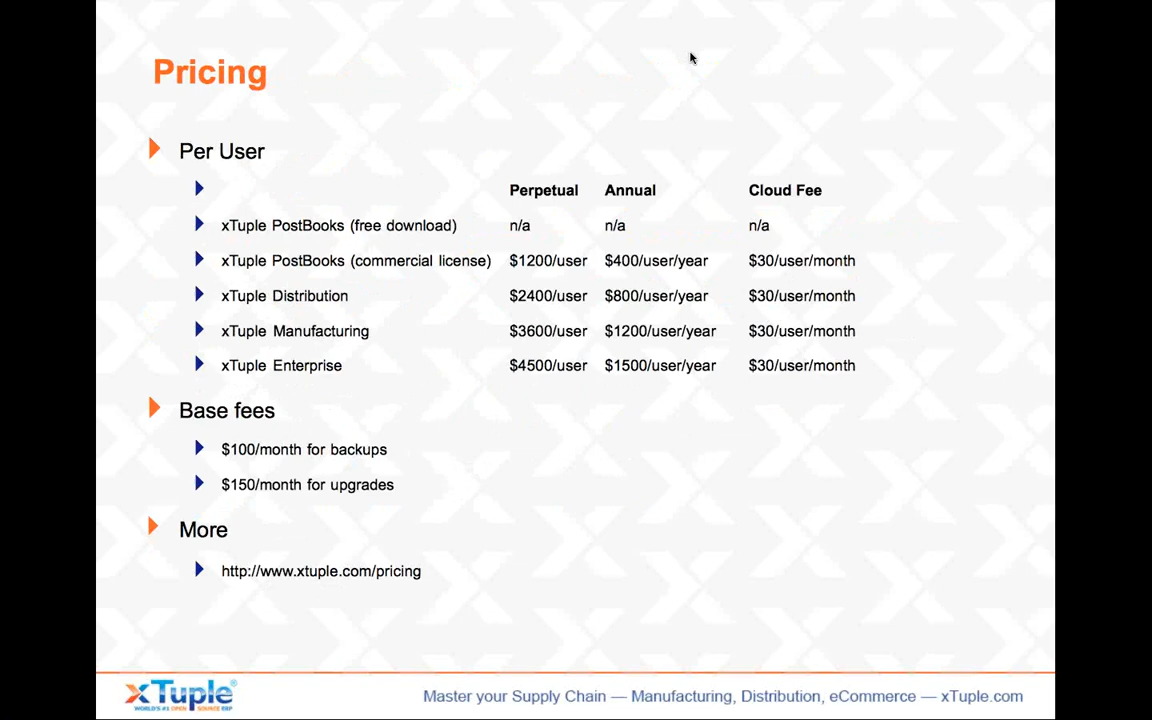 Pricing
Per User
Perpetual Annual Cloud Fee
xTuple PostBooks (free download) n/a n/a n/a
xTuple PostBooks (commercial license) $1200/user $400/user/year $30/user/month
xTuple Distribution $2400/user $800/user/year $30/user/month
xTuple Manufacturing $3600/user $1200/user/year $30/user/month
xTuple Enterprise $4500/user $1500/user/year $30/user/month
Base fees
$100/month for backups
$150/month for upgrades
More
http://www.xtuple.com/pricing
xTuple®
WORLD'S #1 OPEN SOURCE ERP
Master your Supply Chain — Manufacturing, Distribution, eCommerce — xTuple.com